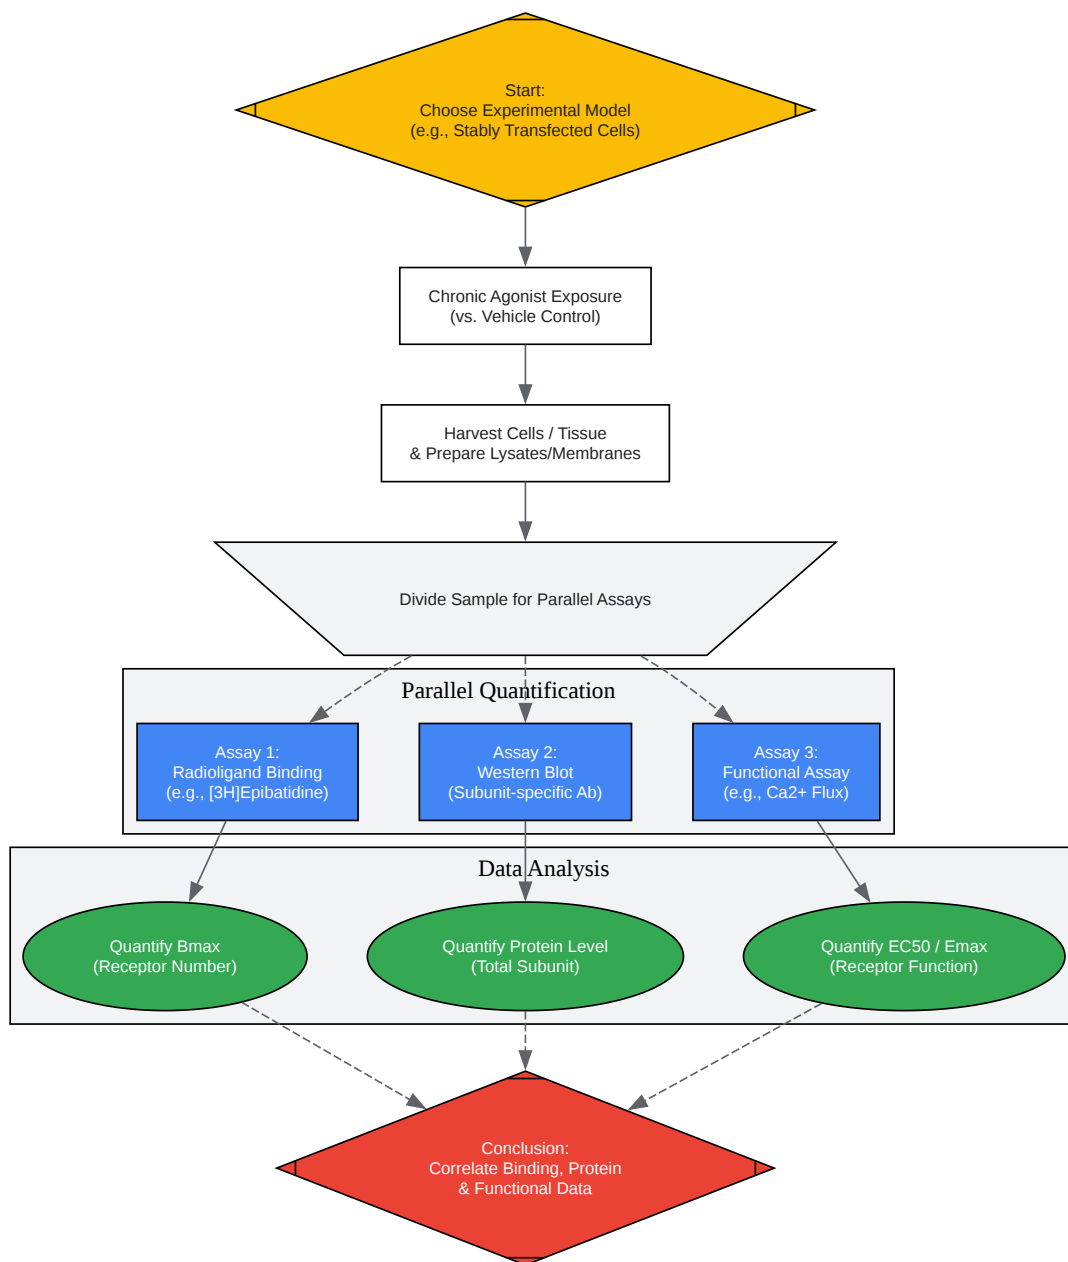 Start:
Choose Experimental Model
(e.g., Stably Transfected Cells)
Chronic Agonist Exposure
(vs. Vehicle Control)
Harvest Cells / Tissue
& Prepare Lysates/Membranes
Divide Sample for Parallel Assays
Parallel Quantification
Assay 1:
Radioligand Binding
(e.g., [3H]Epibatidine)
Assay 2:
Western Blot
(Subunit-specific Ab)
Assay 3:
Functional Assay
(e.g., Ca2+ Flux)
Data Analysis
Quantify Bmax
(Receptor Number)
Quantify Protein Level
(Total Subunit)
Quantify EC50 / Emax
(Receptor Function)
Conclusion:
Correlate Binding, Protein
& Functional Data